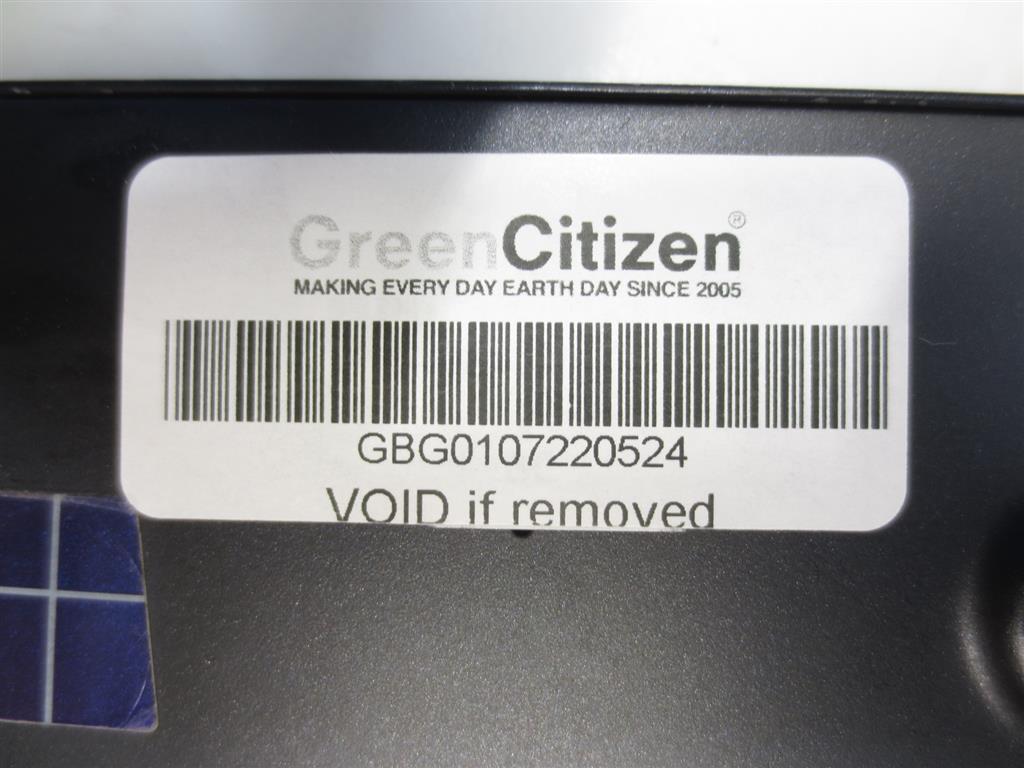 GreenCitizen®
MAKING EVERY DAY EARTH DAY SINCE 2005
GBG0107220524
VOID if removed